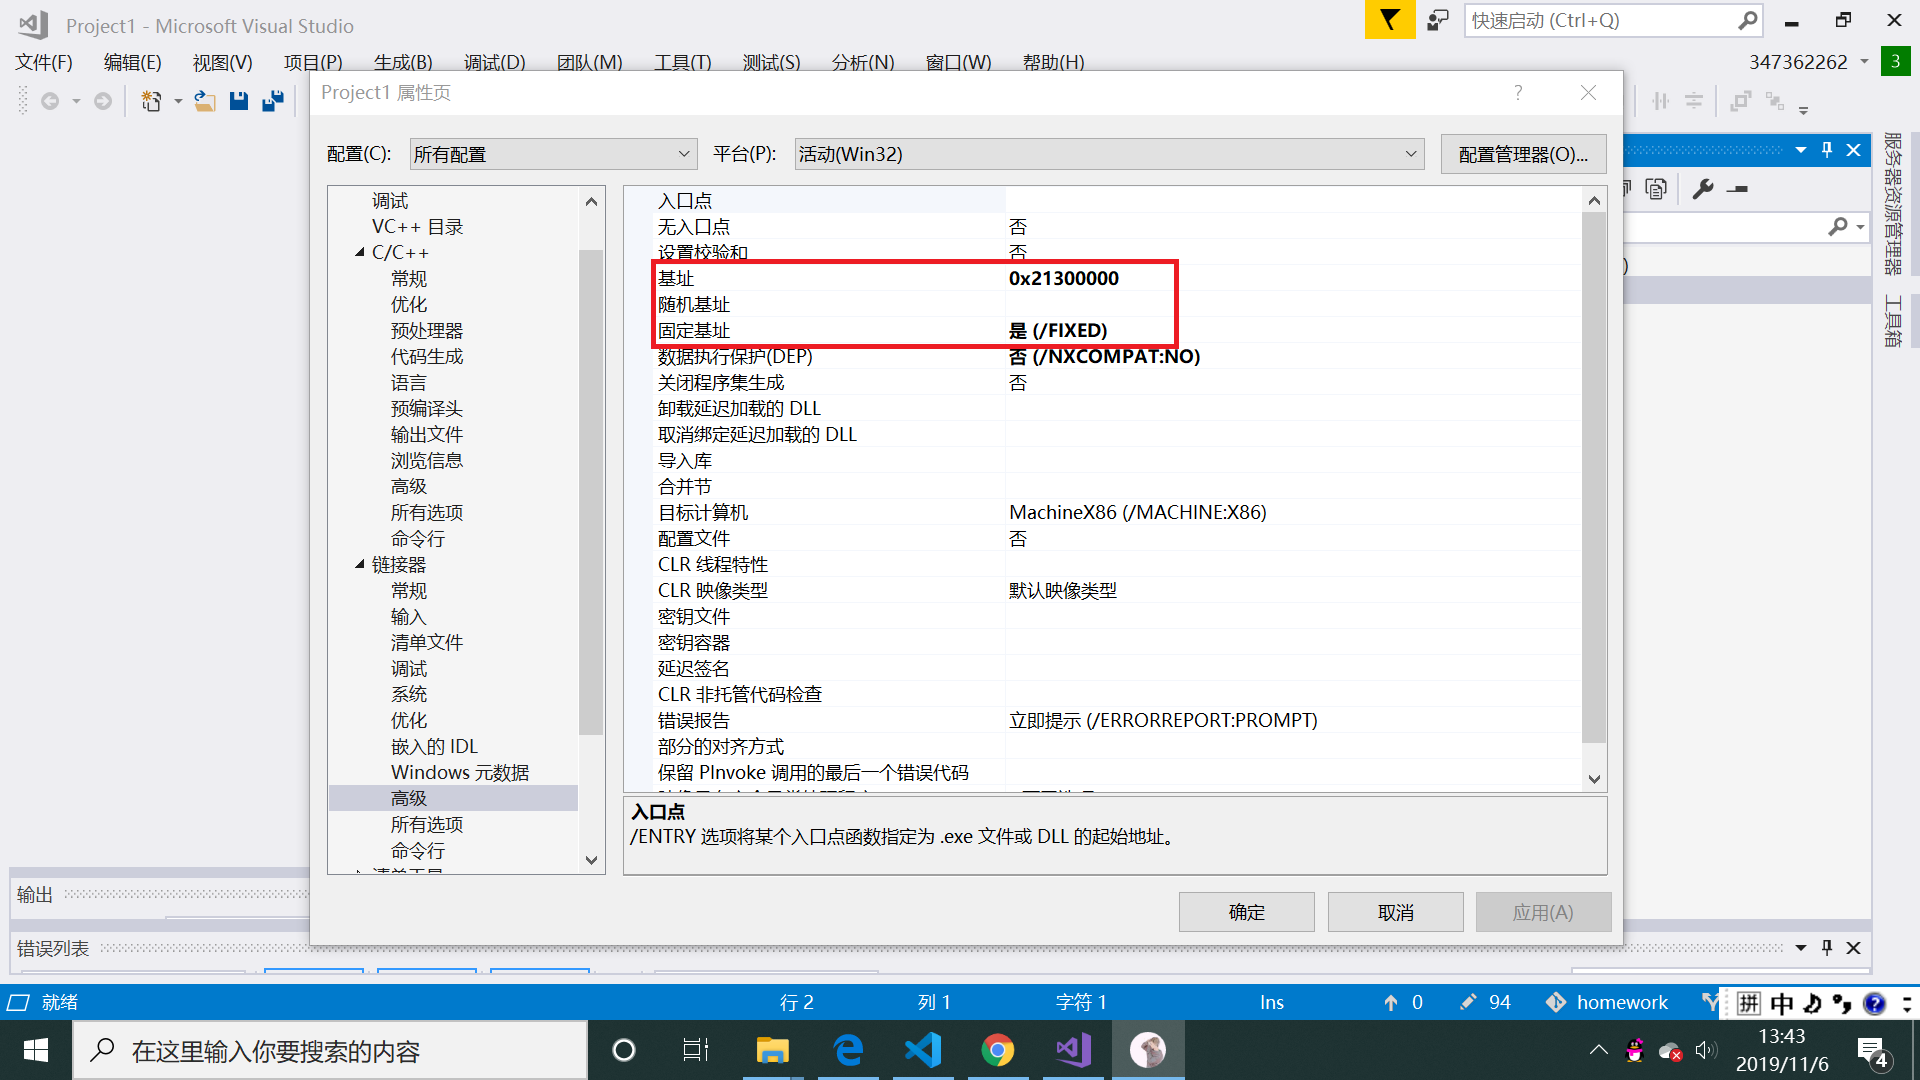 Project1 - Microsoft Visual Studio
快速启动 (Ctrl+Q)
文件(F) 编辑(E) 视图(V) 项目(P) 生成(B) 调试(D) 团队(M) 工具(T) 测试(S) 分析(N) 窗口(W) 帮助(H)
347362262 3
Project1 属性页
?
配置(C): 所有配置 平台(P): 活动(Win32) 配置管理器(O)...
调试
VC++ 目录
C/C++
常规
优化
预处理器
代码生成
语言
预编译头
输出文件
浏览信息
高级
所有选项
命令行
链接器
常规
输入
清单文件
调试
系统
优化
嵌入的 IDL
Windows 元数据
高级
所有选项
命令行
入口点
无入口点 否
设置校验和 否
基址 0x21300000
随机基址
固定基址 是 (/FIXED)
数据执行保护(DEP) 否 (/NXCOMPAT:NO)
关闭程序集生成 否
卸载延迟加载的 DLL
取消绑定延迟加载的 DLL
导入库
合并节
目标计算机 MachineX86 (/MACHINE:X86)
配置文件 否
CLR 线程特性
CLR 映像类型 默认映像类型
密钥文件
密钥容器
延迟签名
CLR 非托管代码检查
错误报告 立即提示 (/ERRORREPORT:PROMPT)
部分的对齐方式
保留 PInvoke 调用的最后一个错误代码
入口点
/ENTRY 选项将某个入口点函数指定为 .exe 文件或 DLL 的起始地址。
确定 取消 应用(A)
服务器资源管理器
工具箱
输出
错误列表
就绪 行 2 列 1 字符 1 Ins 0 94 homework
拼 中
在这里输入你要搜索的内容
13:43
2019/11/6
4